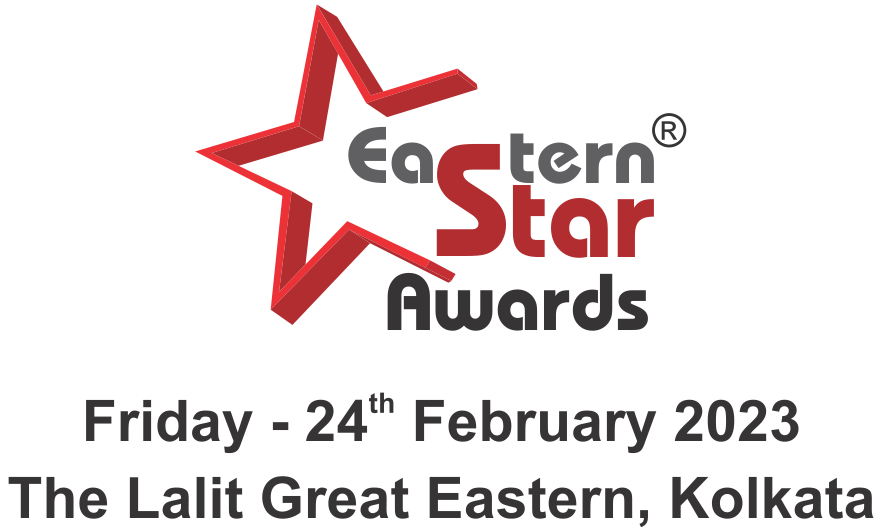 Eastern®
Star
Awards
Friday - 24th February 2023
The Lalit Great Eastern, Kolkata